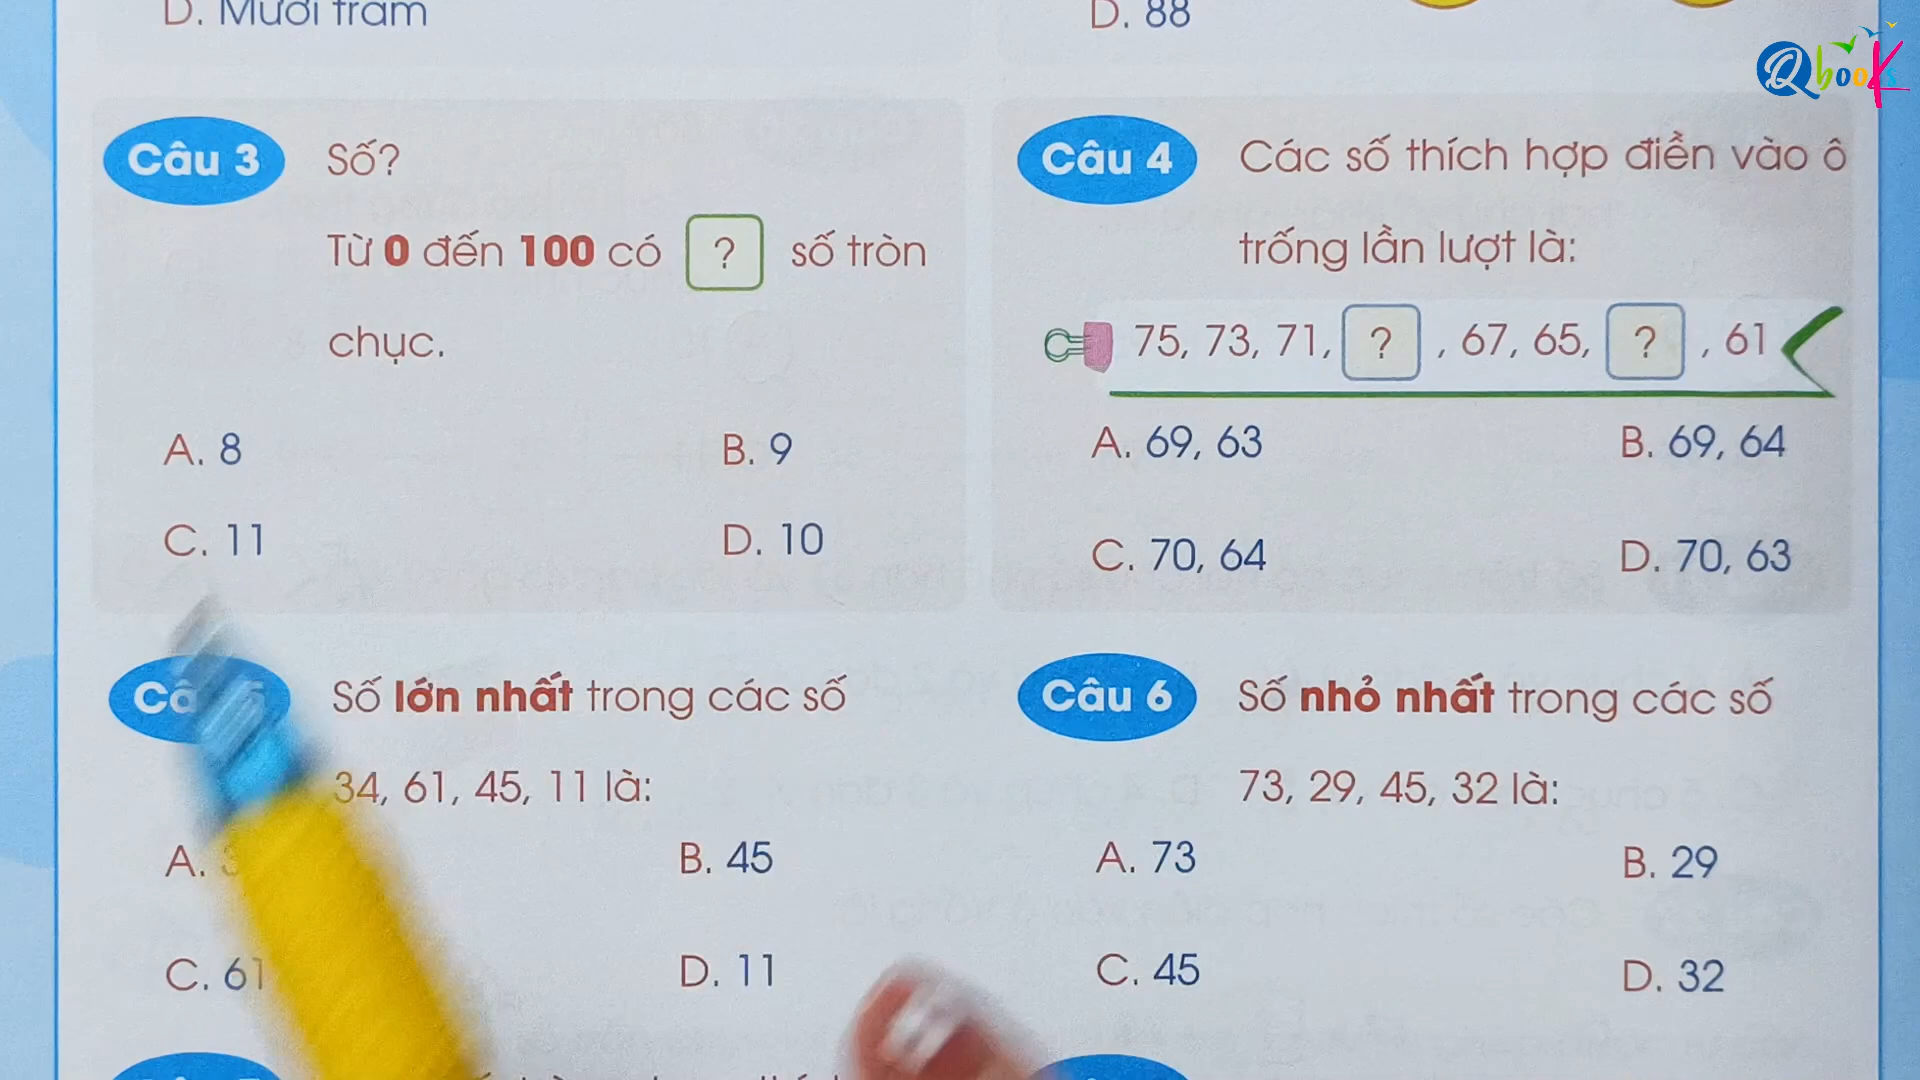 D. Mười trăm
D. 88
Qbooks
Câu 3 Số?
Từ 0 đến 100 có ? số tròn
chục.
A. 8 B. 9
C. 11 D. 10
Câu 4 Các số thích hợp điền vào ô
trống lần lượt là:
75, 73, 71, ? , 67, 65, ? , 61
A. 69, 63 B. 69, 64
C. 70, 64 D. 70, 63
Số lớn nhất trong các số
34, 61, 45, 11 là:
A. B. 45
C. 61 D. 11
Câu 6 Số nhỏ nhất trong các số
73, 29, 45, 32 là:
A. 73 B. 29
C. 45 D. 32